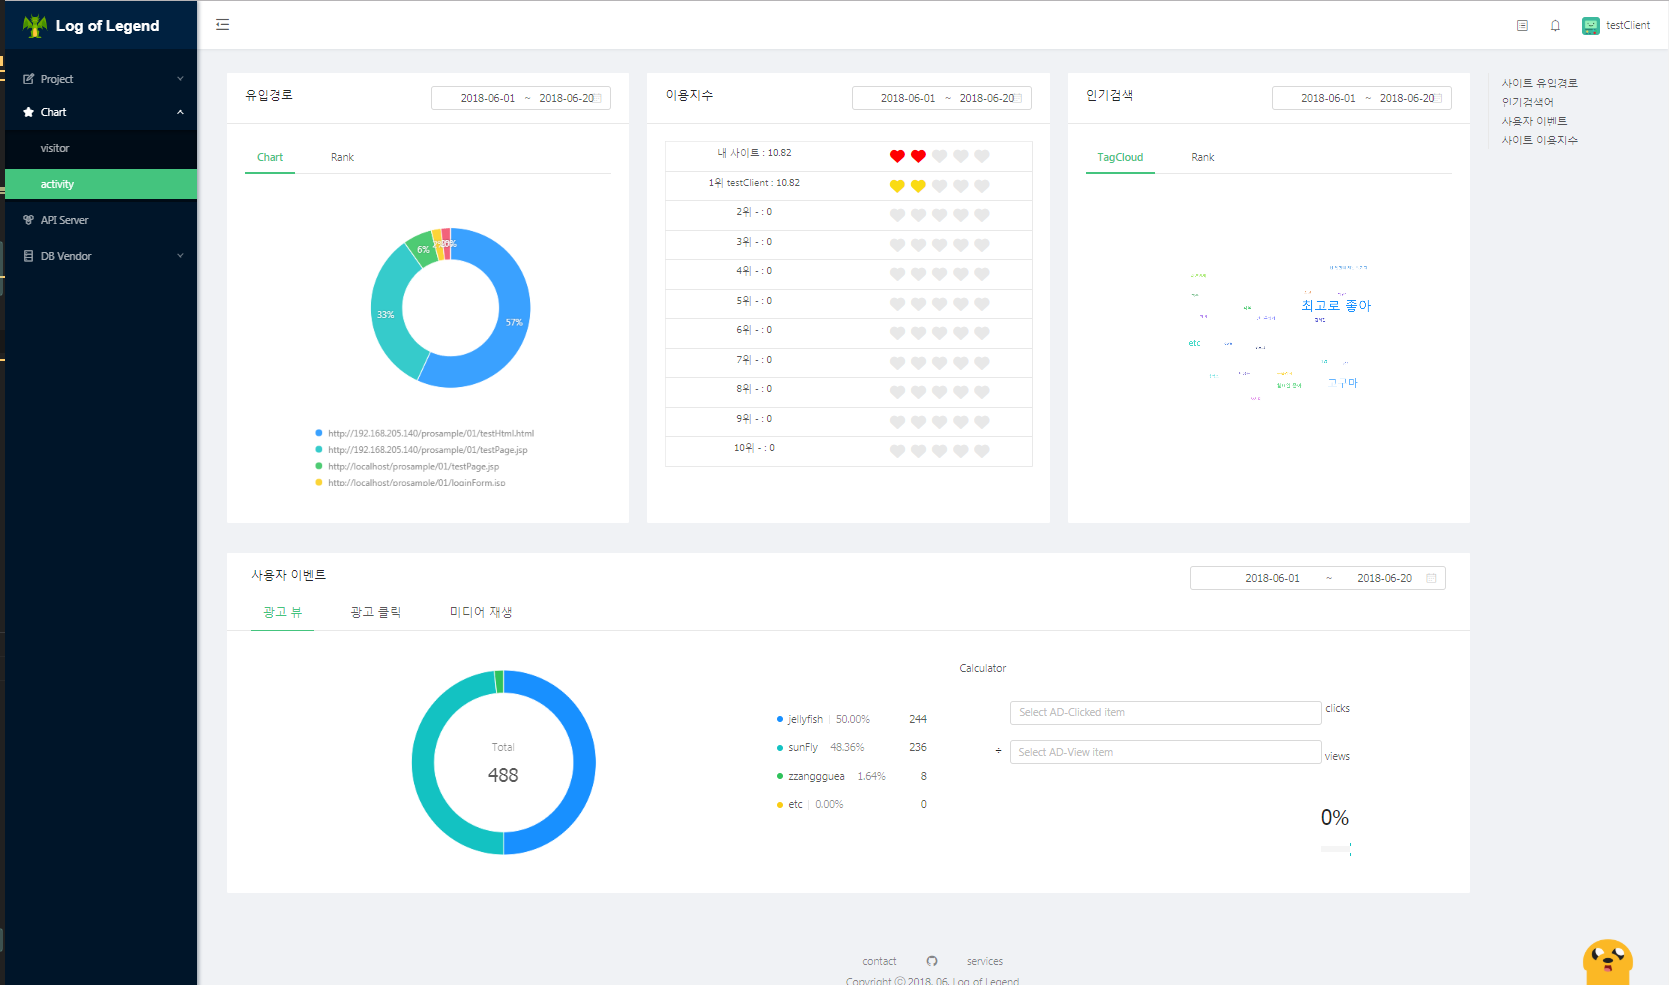 Log of Legend
testClient
Project
Chart
visitor
activity
API Server
DB Vendor
유입경로
2018-06-01 ~ 2018-06-20
Chart
Rank
57%
33%
6%
http://192.168.205.140/prosample/01/testHtml.html
http://192.168.205.140/prosample/01/testPage.jsp
http://localhost/prosample/01/testPage.jsp
http://localhost/prosample/01/loginForm.jsp
이용지수
2018-06-01 ~ 2018-06-20
내 사이트 : 10.82
1위 testClient : 10.82
2위 - : 0
3위 - : 0
4위 - : 0
5위 - : 0
6위 - : 0
7위 - : 0
8위 - : 0
9위 - : 0
10위 - : 0
인기검색
2018-06-01 ~ 2018-06-20
TagCloud
Rank
최고로 좋아
etc
고구마
사이트 유입경로
인기검색어
사용자 이벤트
사이트 이용지수
사용자 이벤트
2018-06-01 ~ 2018-06-20
광고 뷰
광고 클릭
미디어 재생
Total
488
jellyfish | 50.00% 244
sunFly 48.36% 236
zzanggguea 1.64% 8
etc | 0.00% 0
Calculator
Select AD-Clicked item clicks
÷ Select AD-View item views
0%
contact
services
Copyright ⓒ 2018. 06. Log of Legend